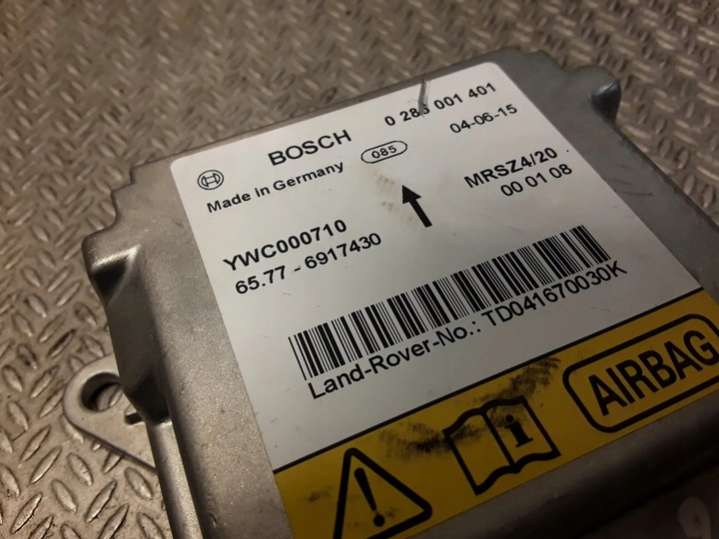 BOSCH 0 285 001 401
Made in Germany 085 04-06-15
MRSZ4/20
00 01 08
YWC000710
65.77 - 6917430
Land-Rover-No.: TD041670030K
AIRBAG